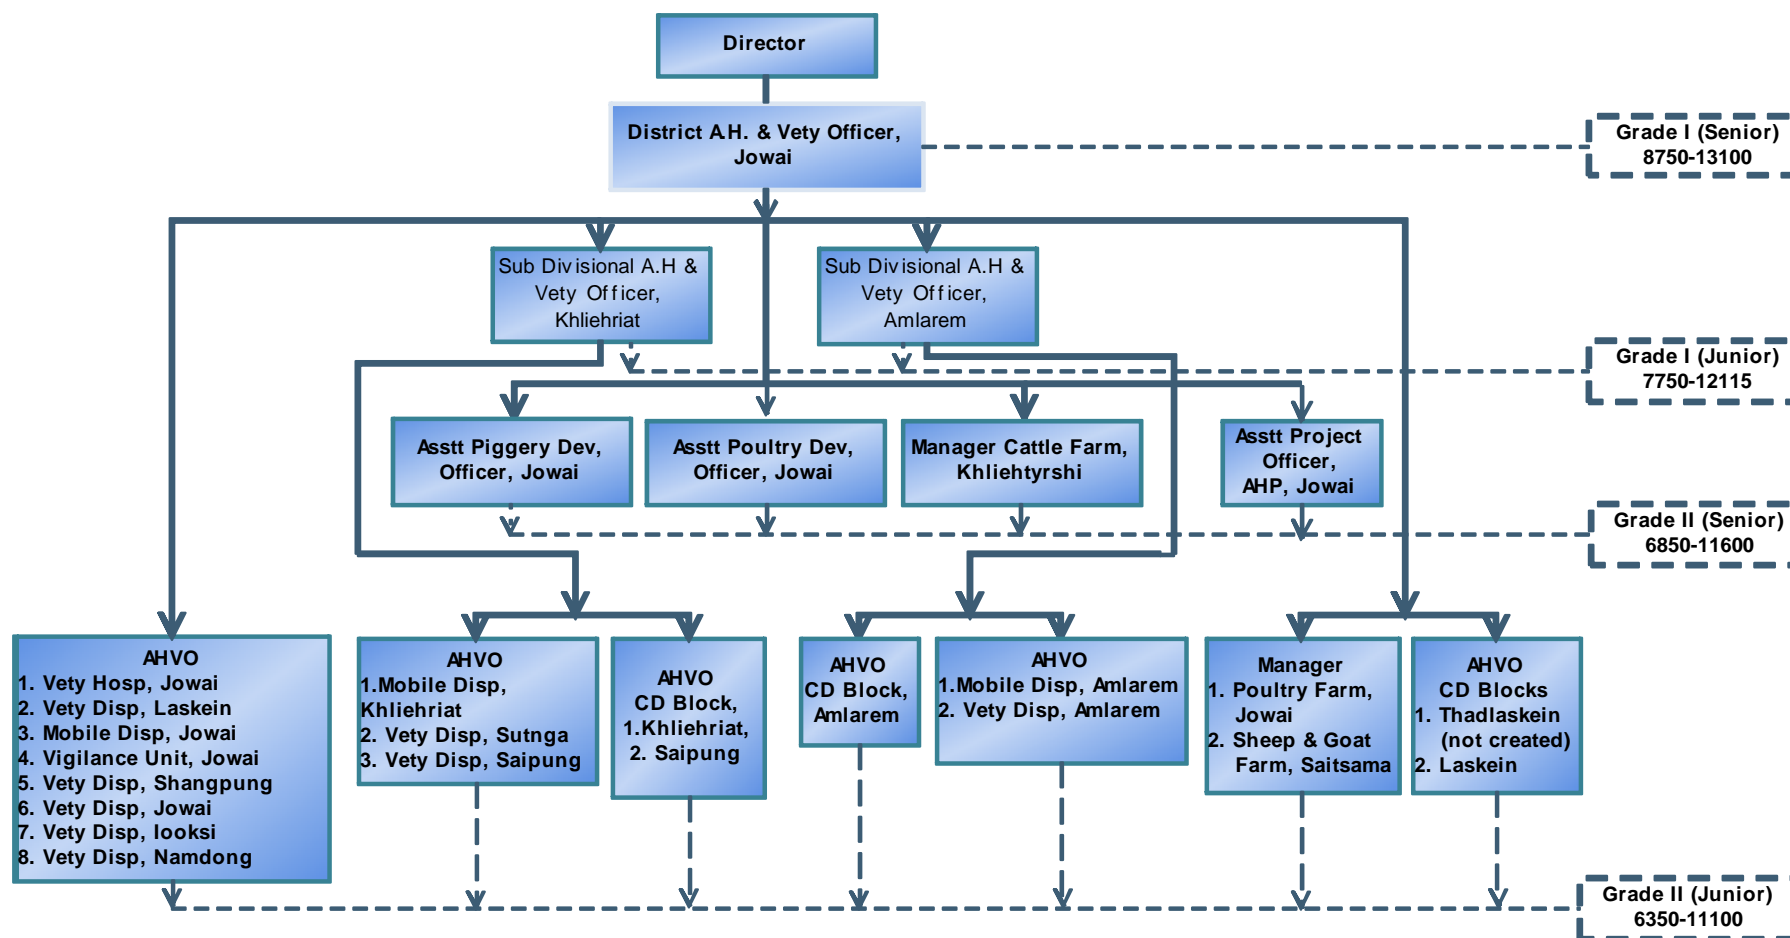 Director
District A.H. & Vety Officer,
Jowai
Grade I (Senior)
8750-13100
Sub Divisional A.H &
Vety Officer,
Khliehriat
Sub Divisional A.H &
Vety Officer,
Amlarem
Grade I (Junior)
7750-12115
Asstt Piggery Dev,
Officer, Jowai
Asstt Poultry Dev,
Officer, Jowai
Manager Cattle Farm,
Khliehtyrshi
Asstt Project
Officer,
AHP, Jowai
Grade II (Senior)
6850-11600
AHVO
1. Vety Hosp, Jowai
2. Vety Disp, Laskein
3. Mobile Disp, Jowai
4. Vigilance Unit, Jowai
5. Vety Disp, Shangpung
6. Vety Disp, Jowai
7. Vety Disp, Iooksi
8. Vety Disp, Namdong
AHVO
1.Mobile Disp,
Khliehriat
2. Vety Disp, Sutnga
3. Vety Disp, Saipung
AHVO
CD Block,
1.Khliehriat,
2. Saipung
AHVO
CD Block,
Amlarem
AHVO
1.Mobile Disp, Amlarem
2. Vety Disp, Amlarem
Manager
1. Poultry Farm,
Jowai
2. Sheep & Goat
Farm, Saitsama
AHVO
CD Blocks
1. Thadlaskein
(not created)
2. Laskein
Grade II (Junior)
6350-11100